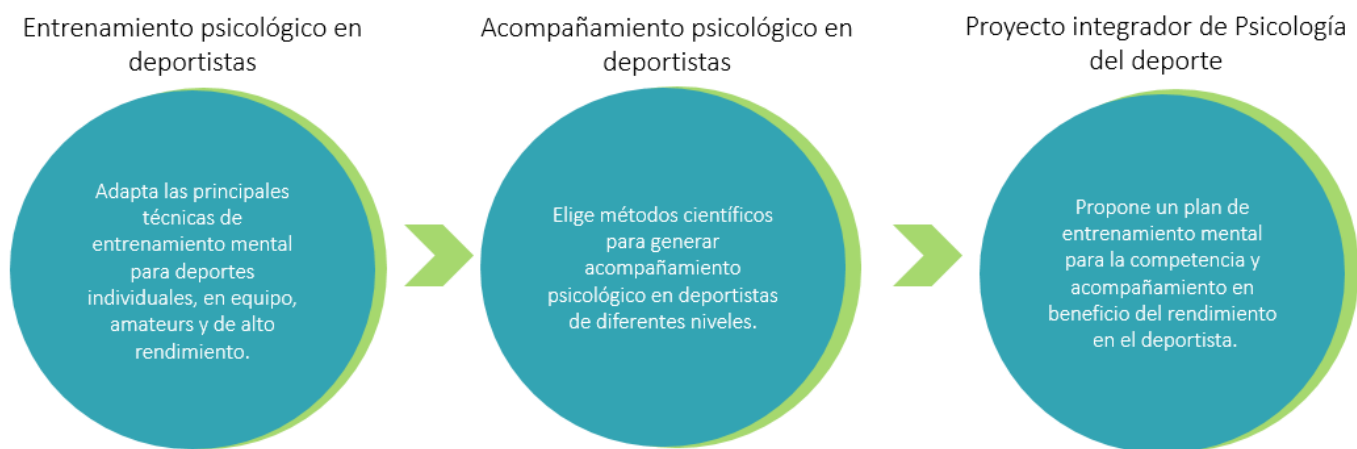 Entrenamiento psicológico en
deportistas
Adapta las principales
técnicas de
entrenamiento mental
para deportes
individuales, en equipo,
amateurs y de alto
rendimiento.
Acompañamiento psicológico en
deportistas
Elige métodos científicos
para generar
acompañamiento
psicológico en deportistas
de diferentes niveles.
Proyecto integrador de Psicología
del deporte
Propone un plan de
entrenamiento mental
para la competencia y
acompañamiento en
beneficio del rendimiento
en el deportista.